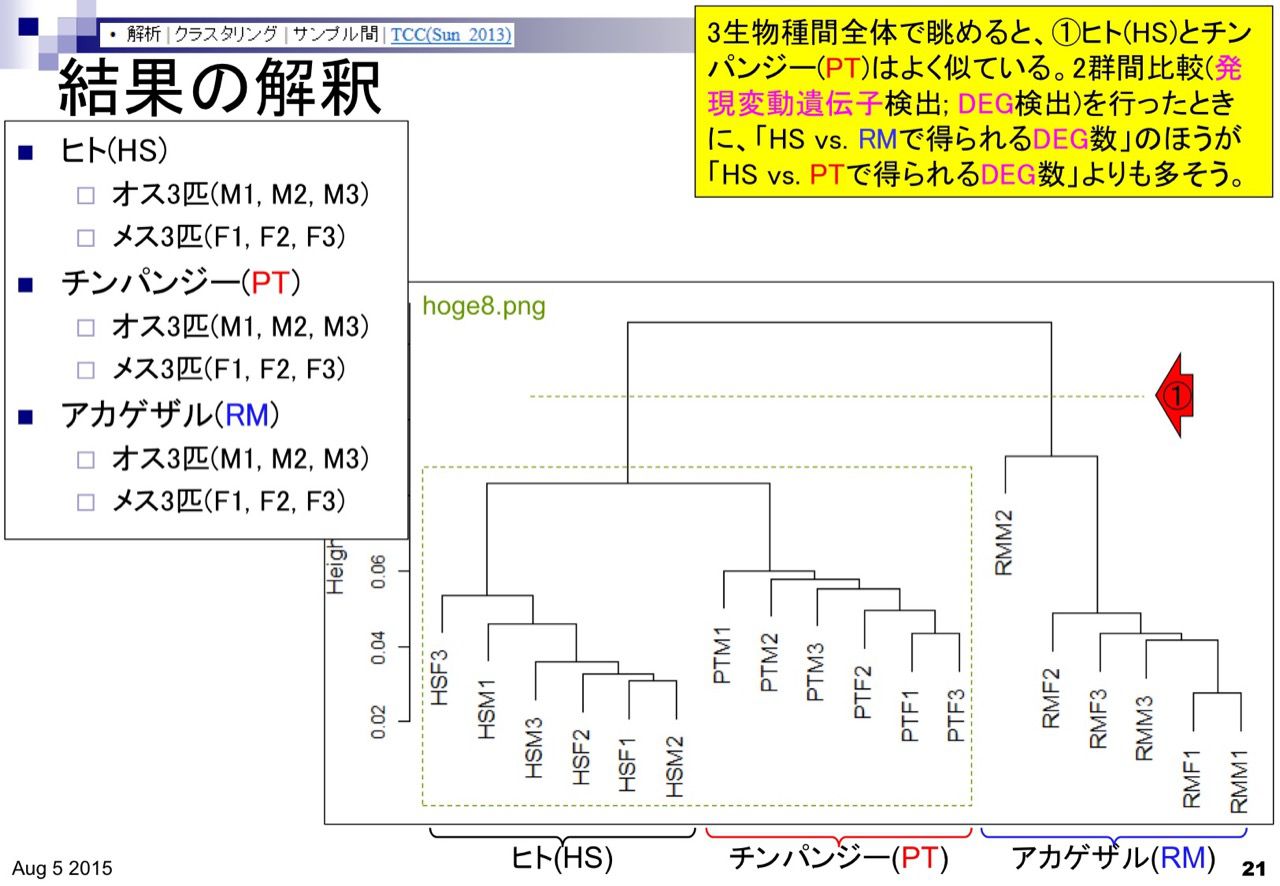 • 解析 | クラスタリング | サンプル間 | TCC(Sun_2013)
結果の解釈
3生物種間全体で眺めると、①ヒト(HS)とチン
パンジー(PT)はよく似ている。2群間比較(発
現変動遺伝子検出; DEG検出)を行ったとき
に、「HS vs. RMで得られるDEG数」のほうが
「HS vs. PTで得られるDEG数」よりも多そう。
ヒト(HS)
オス3匹(M1, M2, M3)
メス3匹(F1, F2, F3)
チンパンジー(PT)
オス3匹(M1, M2, M3)
メス3匹(F1, F2, F3)
アカゲザル(RM)
オス3匹(M1, M2, M3)
メス3匹(F1, F2, F3)
hoge8.png
①
Heigh
0.06
0.04
0.02
HSF3
HSM1
HSM3
HSF2
HSF1
HSM2
PTM1
PTM2
PTM3
PTF2
PTF1
PTF3
RMM2
RMF2
RMF3
RMM3
RMF1
RMM1
ヒト(HS)
チンパンジー(PT)
アカゲザル(RM)
Aug 5 2015
21